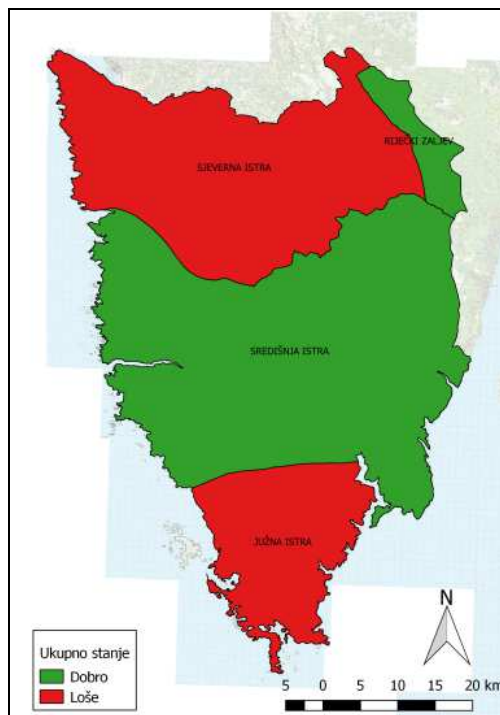 RIJEČKI ZALJEV
SJEVERNA ISTRA
SREDIŠNJA ISTRA
JUŽNA ISTRA
N
Ukupno stanje
Dobro
Loše
5 0 5 10 15 20 km